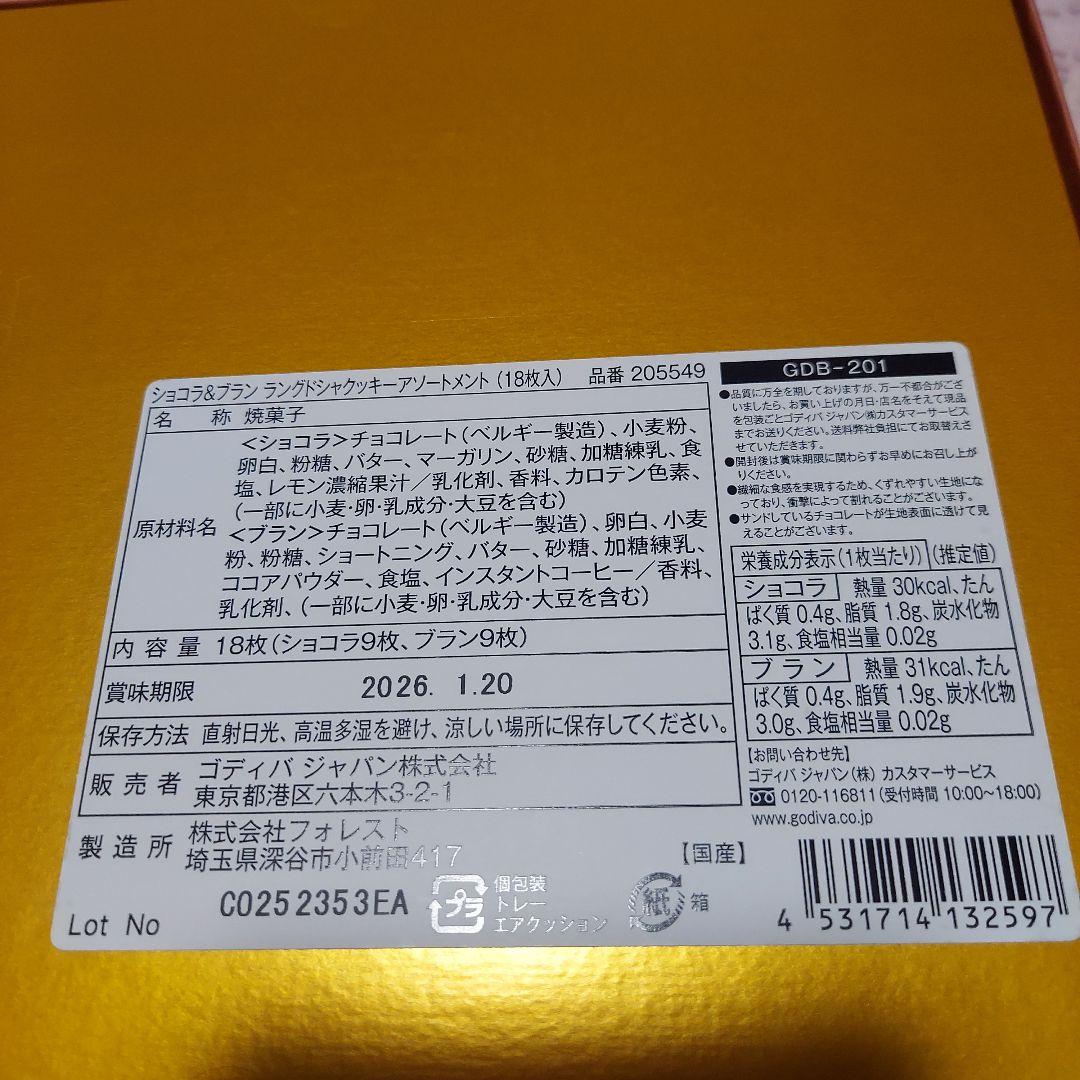 ショコラ&ブラン ラングドシャクッキーアソートメント（18枚入） 品番 205549
名 称 焼菓子
原材料名
<ショコラ>チョコレート（ベルギー製造）、小麦粉、
卵白、粉糖、バター、マーガリン、砂糖、加糖練乳、食
塩、レモン濃縮果汁／乳化剤、香料、カロテン色素、
（一部に小麦・卵・乳成分・大豆を含む）
<ブラン>チョコレート（ベルギー製造）、卵白、小麦
粉、粉糖、ショートニング、バター、砂糖、加糖練乳、
ココアパウダー、食塩、インスタントコーヒー／香料、
乳化剤、（一部に小麦・卵・乳成分・大豆を含む）
内容量 18枚（ショコラ9枚、ブラン9枚）
賞味期限 2026. 1.20
保存方法 直射日光、高温多湿を避け、涼しい場所に保存してください。
販売者 ゴディバ ジャパン株式会社
東京都港区六本木3-2-1
製造所 株式会社フォレスト
埼玉県深谷市小前田417
【国産】
Lot No C0252353EA
プラ
個包装
トレー
エアクッション
紙 箱
GDB-201
●品質に万全を期しておりますが、万一不都合がござ
いましたら、お買い上げの月日・店名をそえて現品
を包装ごとゴディバ ジャパン㈱カスタマーサービス
までお送りください。送料弊社負担にてお取替えさ
せていただきます。
●開封後は賞味期限に関わらずお早めにお召し上が
りください。
●繊細な食感を実現するため、くずれやすい生地にな
っており、衝撃によって割れることがございます。
●サンドしているチョコレートが生地表面に透けて見
えることがございます。
栄養成分表示（1枚当たり）（推定値）
ショコラ 熱量 30kcal、たん
ぱく質 0.4g、脂質 1.8g、炭水化物
3.1g、食塩相当量 0.02g
ブラン 熱量 31kcal、たん
ぱく質 0.4g、脂質 1.9g、炭水化物
3.0g、食塩相当量 0.02g
【お問い合わせ先】
ゴディバ ジャパン（株） カスタマーサービス
0120-116811（受付時間 10:00〜18:00）
www.godiva.co.jp
4 531714 132597